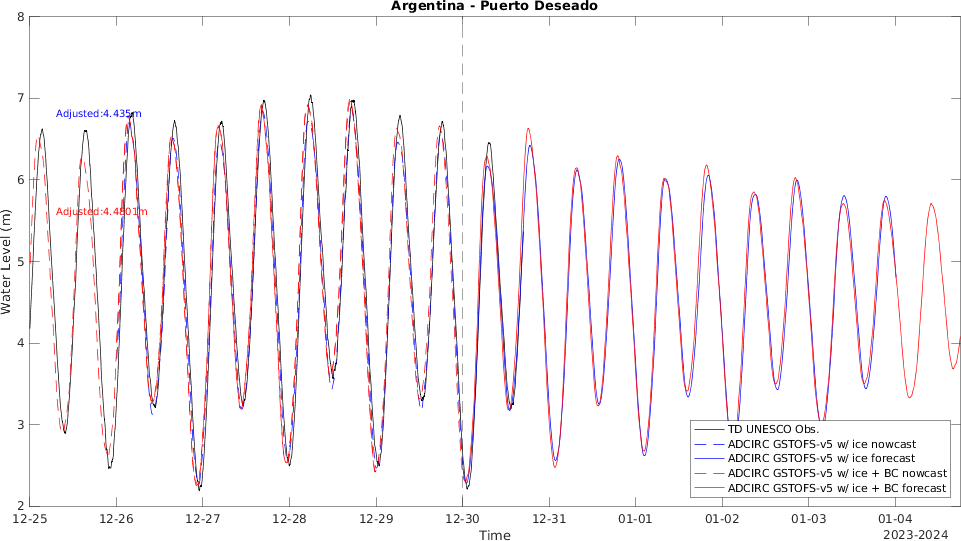 Argentina - Puerto Deseado
8
7
6
5
4
3
2
Water Level (m)
Adjusted:4.435m
Adjusted:4.4801m
TD UNESCO Obs.
ADCIRC GSTOFS-v5 w/ ice nowcast
ADCIRC GSTOFS-v5 w/ ice forecast
ADCIRC GSTOFS-v5 w/ ice + BC nowcast
ADCIRC GSTOFS-v5 w/ ice + BC forecast
12-25 12-26 12-27 12-28 12-29 12-30 12-31 01-01 01-02 01-03 01-04
Time
2023-2024